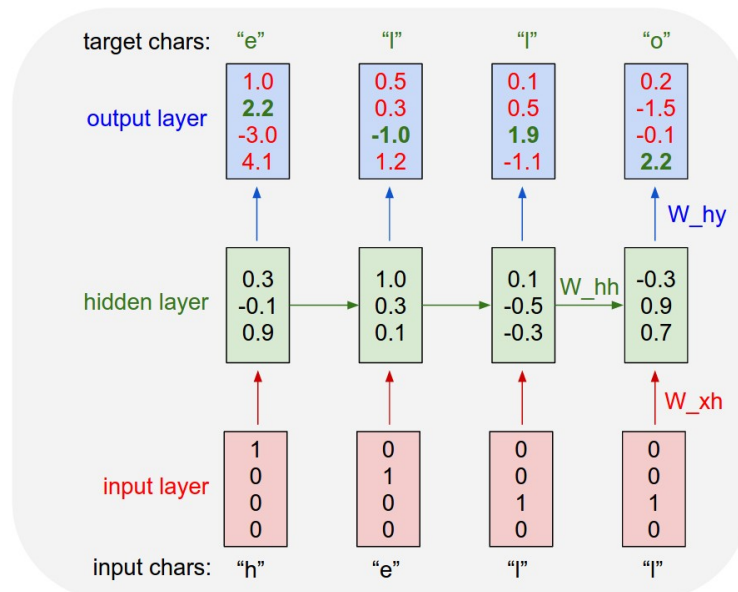 target chars: “e” “l” “l” “o”
1.0 0.5 0.1 0.2
2.2 0.3 0.5 -1.5
output layer
-3.0 -1.0 1.9 -0.1
4.1 1.2 -1.1 2.2
W_hy
0.3 1.0 0.1 -0.3
W_hh
hidden layer
-0.1 0.3 -0.5 0.9
0.9 0.1 -0.3 0.7
W_xh
1 0 0 0
0 1 0 0
input layer
0 0 1 1
0 0 0 0
input chars: “h” “e” “l” “l”